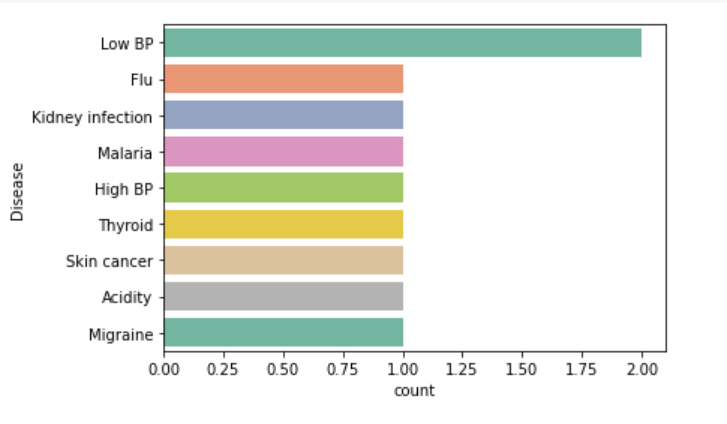 Low BP
Flu
Kidney infection
Malaria
High BP
Thyroid
Skin cancer
Acidity
Migraine
Disease
0.00 0.25 0.50 0.75 1.00 1.25 1.50 1.75 2.00
count